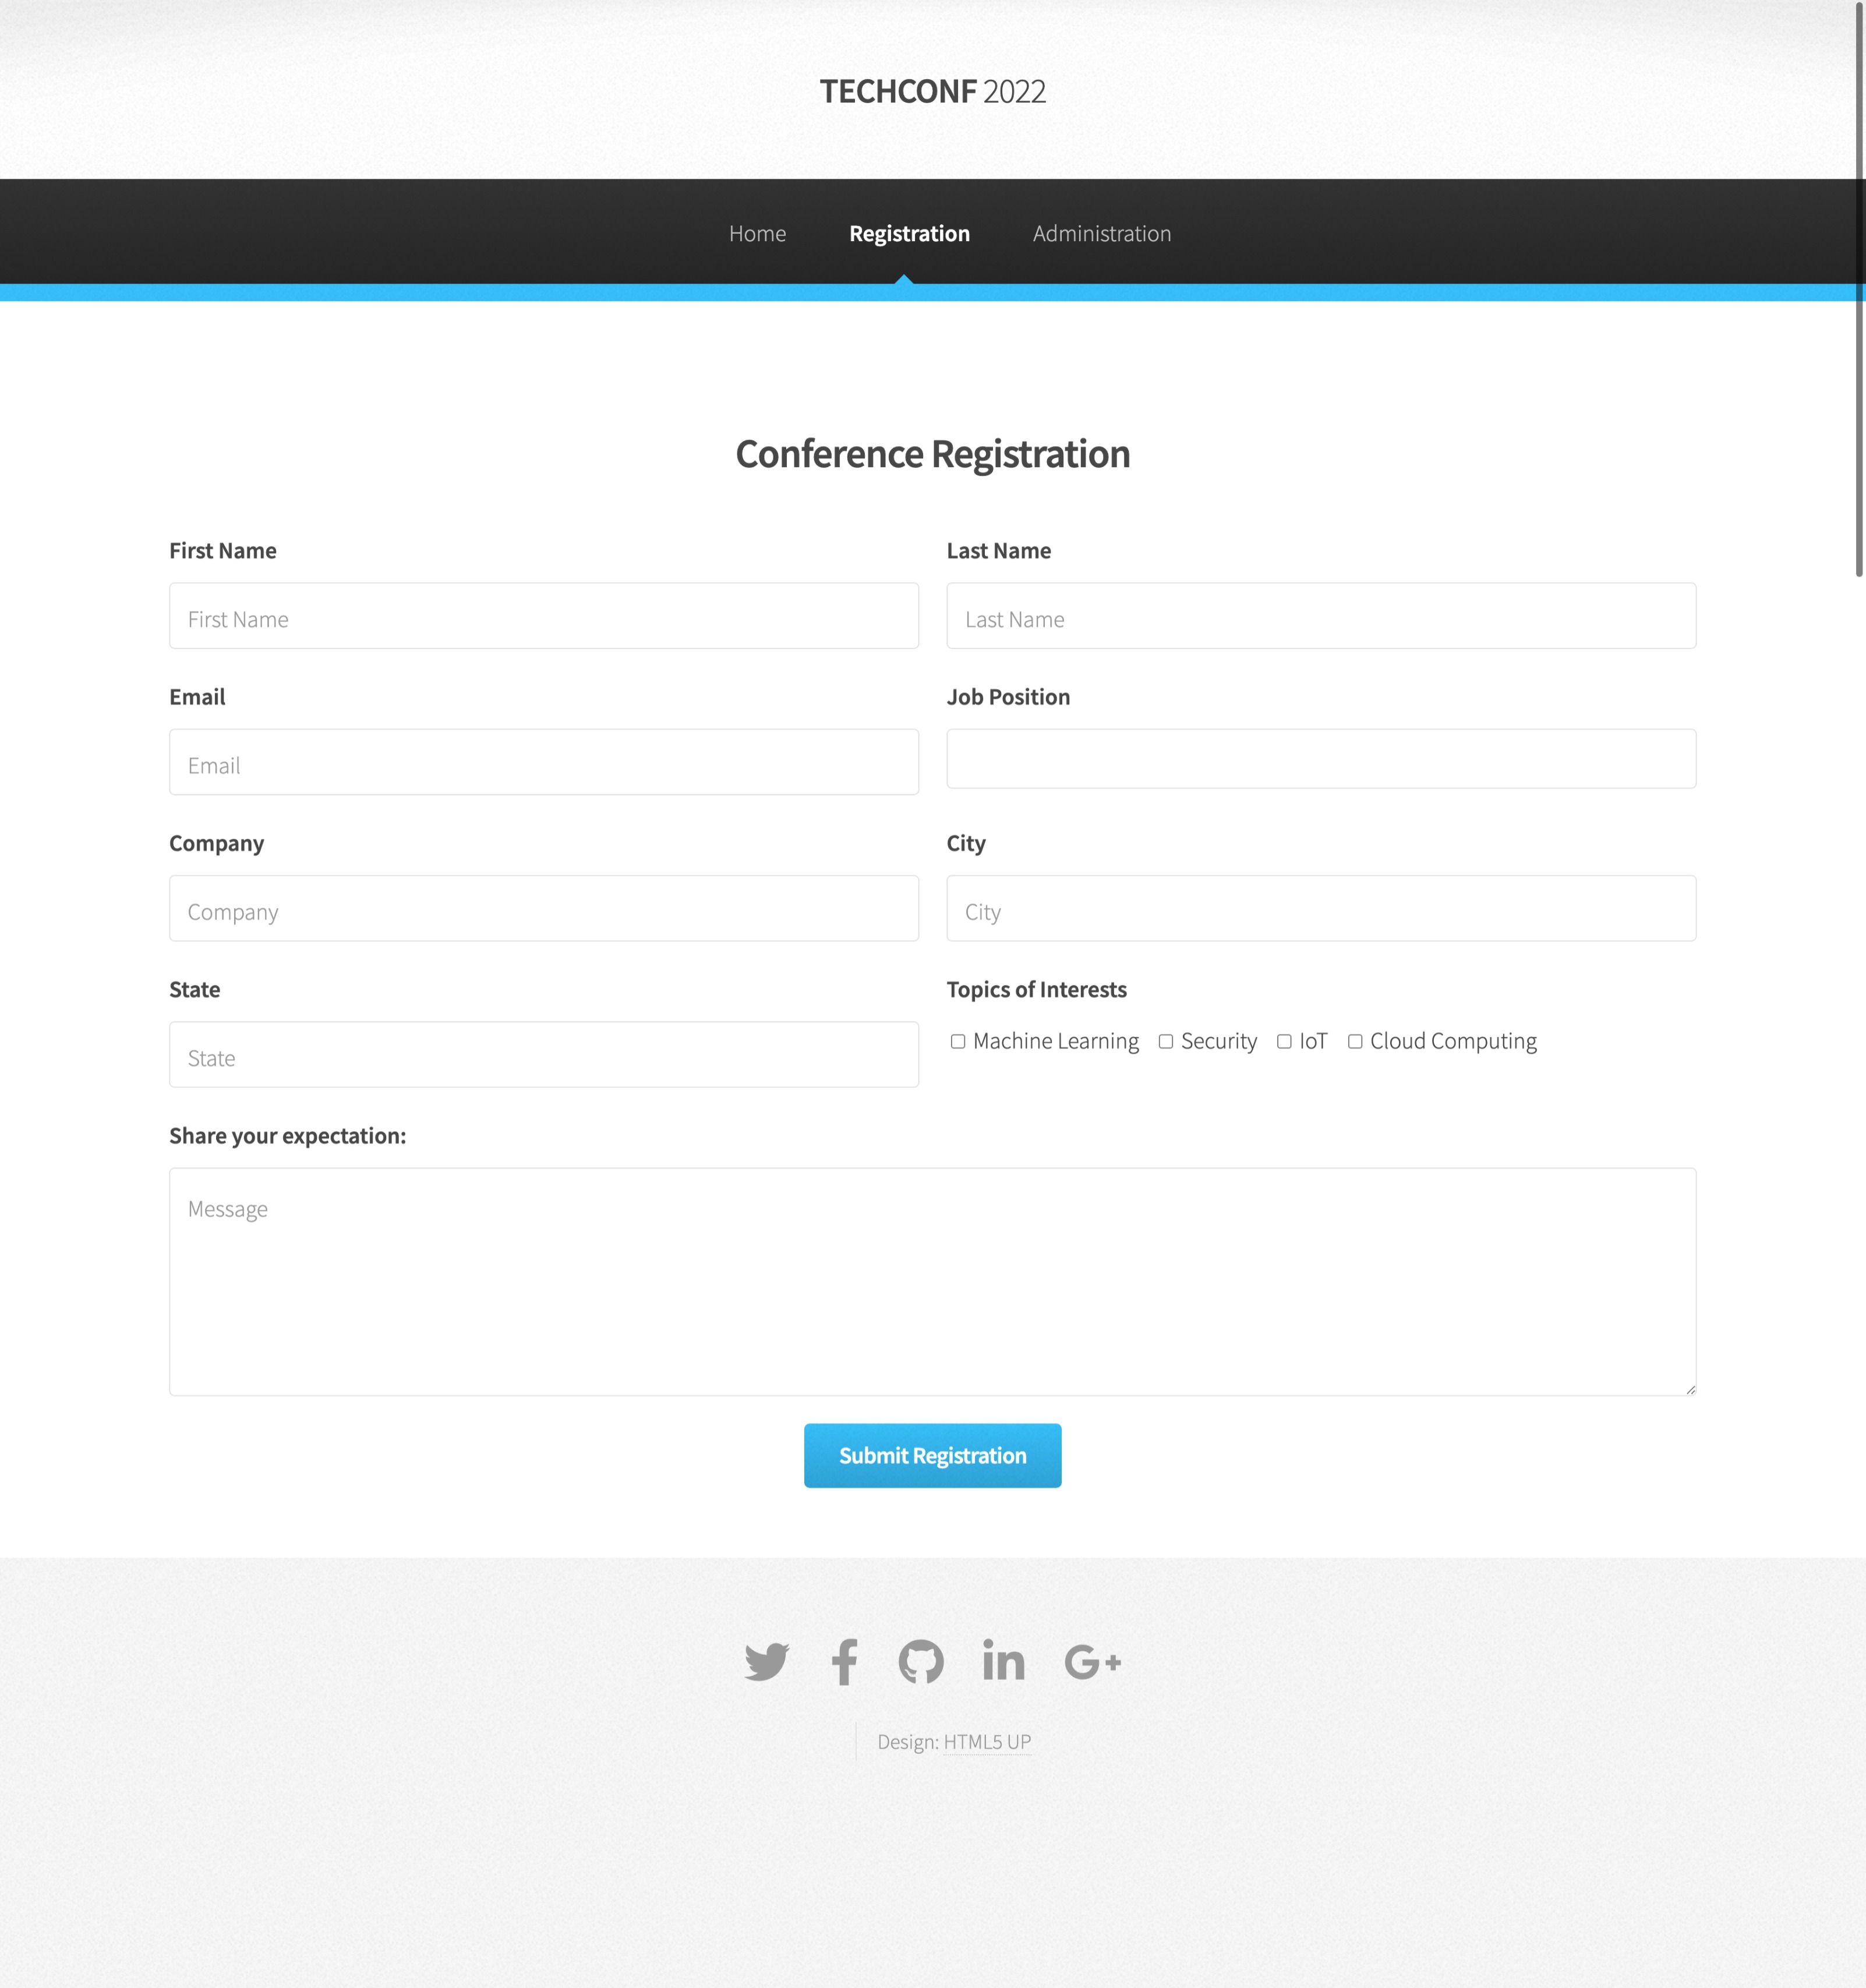 TECHCONF 2022
Home Registration Administration
Conference Registration
First Name Last Name
First Name Last Name
Email Job Position
Email
Company City
Company City
State Topics of Interests
State Machine Learning Security IoT Cloud Computing
Share your expectation:
Message
Submit Registration
Design: HTML5 UP